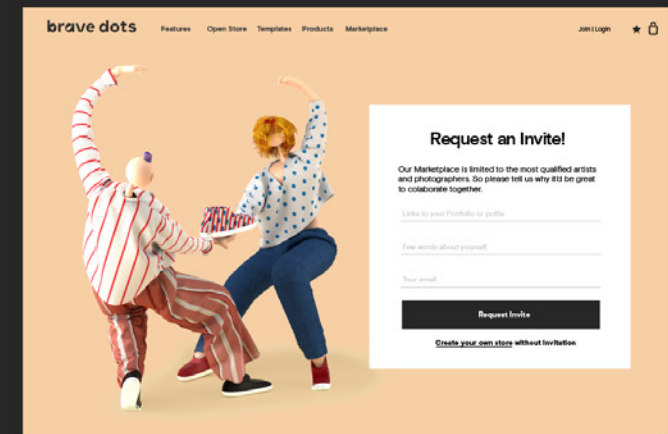 brave dots
Features Open Store Templates Products Marketplace
Join | Login
Request an Invite!
Our Marketplace is limited to the most qualified artists
and photographers. So please tell us why it'd be great
to colaborate together.
Links to your Portfolio or pofile
Few words about yourself
Your email
Request Invite
Create your own store without Invitation